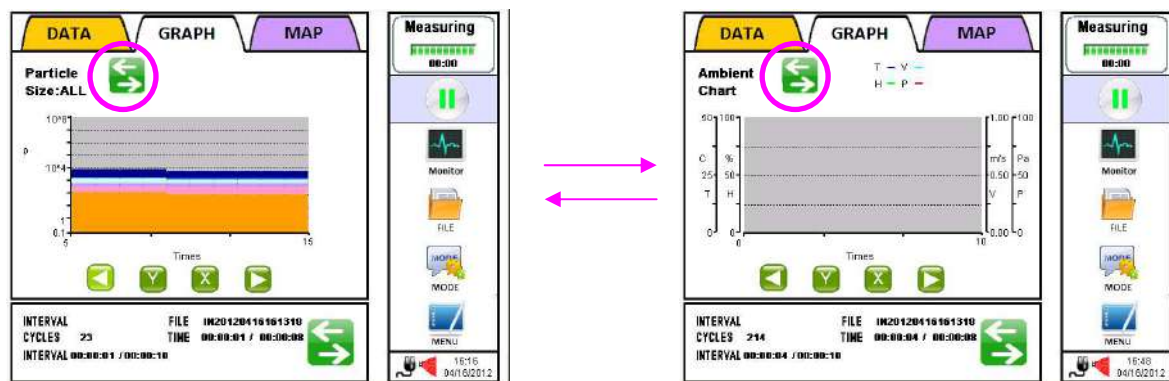 DATA GRAPH MAP
Particle
Size:ALL
10^8
P
10^4
1
0.1
5 15
Times
Y X
INTERVAL FILE IN20120416161310
CYCLES 23 TIME 00:00:01 / 00:00:08
INTERVAL 00:00:01 / 00:00:10
Measuring
00:00
Monitor
FILE
MODE
MODE
MENU
16:16
04/16/2012
DATA GRAPH MAP
Ambient
Chart
T V
H P
50 100 1.00 100
C % m/s Pa
25 50 0.50 50
T H V P
0 0 0.00 0
0 10
Times
Y X
INTERVAL FILE IN20120416161310
CYCLES 214 TIME 00:00:04 / 00:00:08
INTERVAL 00:00:04 / 00:00:10
Measuring
00:00
Monitor
FILE
MODE
MODE
MENU
16:48
04/16/2012